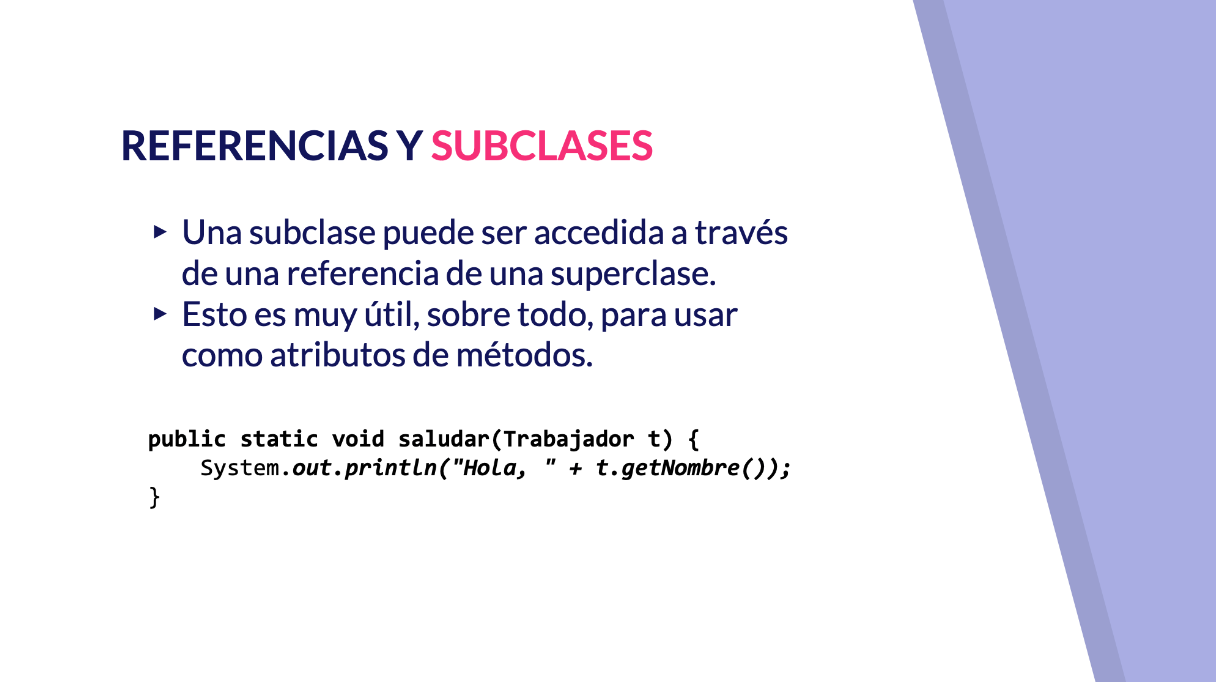 REFERENCIAS Y SUBCLASES
▸ Una subclase puede ser accedida a través
de una referencia de una superclase.
▸ Esto es muy útil, sobre todo, para usar
como atributos de métodos.
public static void saludar(Trabajador t) {
    System.out.println("Hola, " + t.getNombre());
}